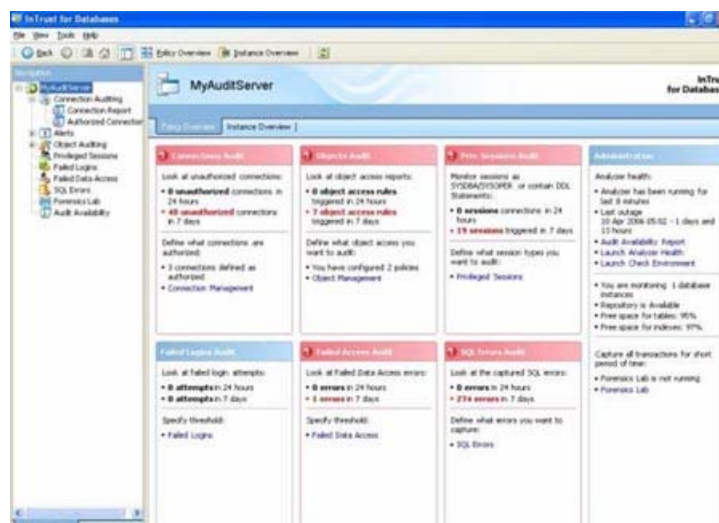 InTrust for Databases
File View Tools Help
Back Policy Overview Instance Overview
Navigation
MyAuditServer
Connection Auditing
Connection Report
Authorized Connection
Alerts
Object Auditing
Privileged Sessions
Failed Logins
Failed Data Access
SQL Errors
Forensics Lab
Audit Availability
MyAuditServer
InTru
for Databas
Policy Overview Instance Overview
Connections Audit
Look at unauthorized connections:
• 0 unauthorized connections in
24 hours
• 40 unauthorized connections
in 7 days
Define what connections are
authorized:
• 3 connections defined as
authorized
• Connection Management
Objects Audit
Look at object access reports:
• 0 object access rules
triggered in 24 hours
• 7 object access rules
triggered in 7 days
Define what object access you
want to audit:
• You have configured 2 policies
• Object Management
Priv. Sessions Audit
Monitor sessions as
SYSDBA/SYSOPER or contain DDL
Statements:
• 0 sessions connections in 24
hours
• 19 sessions triggered in 7 days
Define what session types you
want to audit:
• Privileged Sessions
Administration
Analyzer health:
• Analyzer has been running for
last 8 minutes
• Last outage
10 Apr 2006 05:02 - 1 days and
13 hours
• Audit Availability Report
• Launch Analyzer Health
• Launch Check Environment
• You are monitoring 1 database
instances
• Repository is Available
• Free space for tables: 95%
• Free space for indexes: 97%
Capture all transactions for short
period of time:
• Forensics Lab is not running
• Forensics Lab
Failed Logins Audit
Look at failed login attempts:
• 0 attempts in 24 hours
• 0 attempts in 7 days
Specify threshold:
• Failed Logins
Failed Access Audit
Look at Failed Data Access errors:
• 0 errors in 24 hours
• 1 errors in 7 days
Specify threshold:
• Failed Data Access
SQL Errors Audit
Look at the captured SQL errors:
• 0 errors in 24 hours
• 274 errors in 7 days
Define what errors you want to
capture:
• SQL Errors